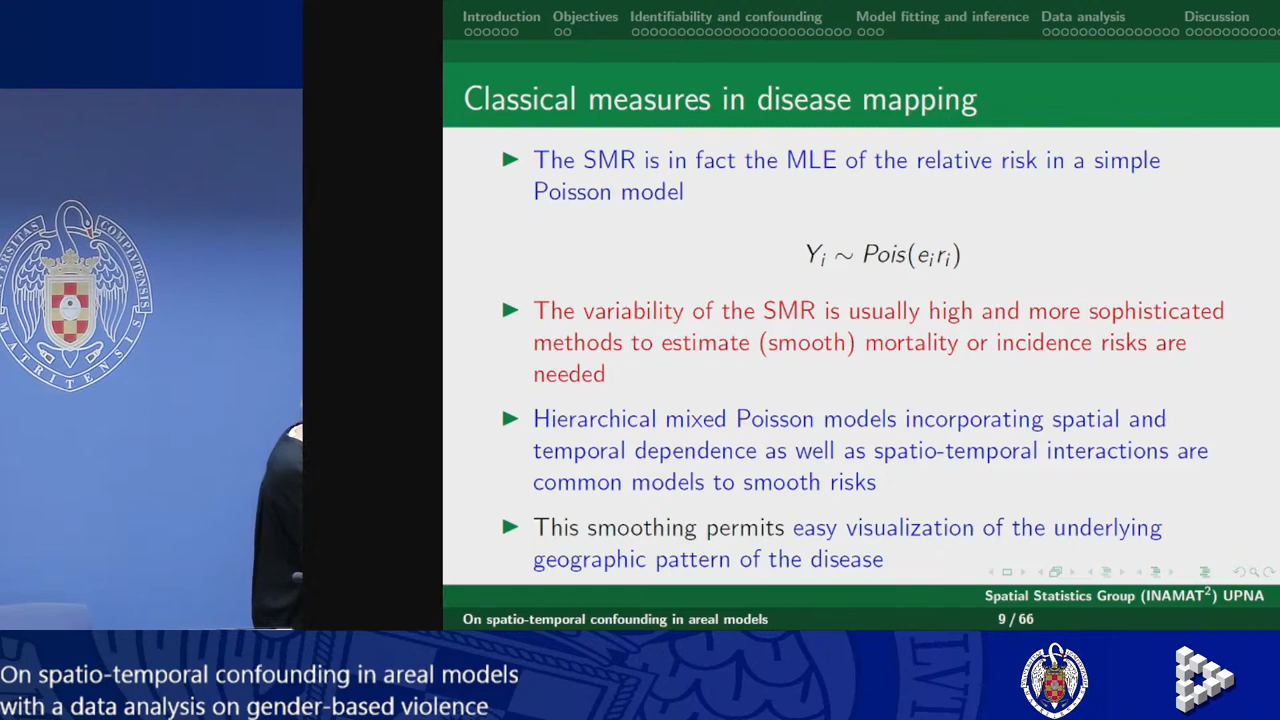 Introduction Objectives Identifiability and confounding Model fitting and inference Data analysis Discussion
Classical measures in disease mapping
The SMR is in fact the MLE of the relative risk in a simple
Poisson model
Y_i ∼ Pois(e_i r_i)
The variability of the SMR is usually high and more sophisticated
methods to estimate (smooth) mortality or incidence risks are
needed
Hierarchical mixed Poisson models incorporating spatial and
temporal dependence as well as spatio-temporal interactions are
common models to smooth risks
This smoothing permits easy visualization of the underlying
geographic pattern of the disease
Spatial Statistics Group (INAMAT²) UPNA
On spatio-temporal confounding in areal models 9 / 66
On spatio-temporal confounding in areal models
with a data analysis on gender-based violence